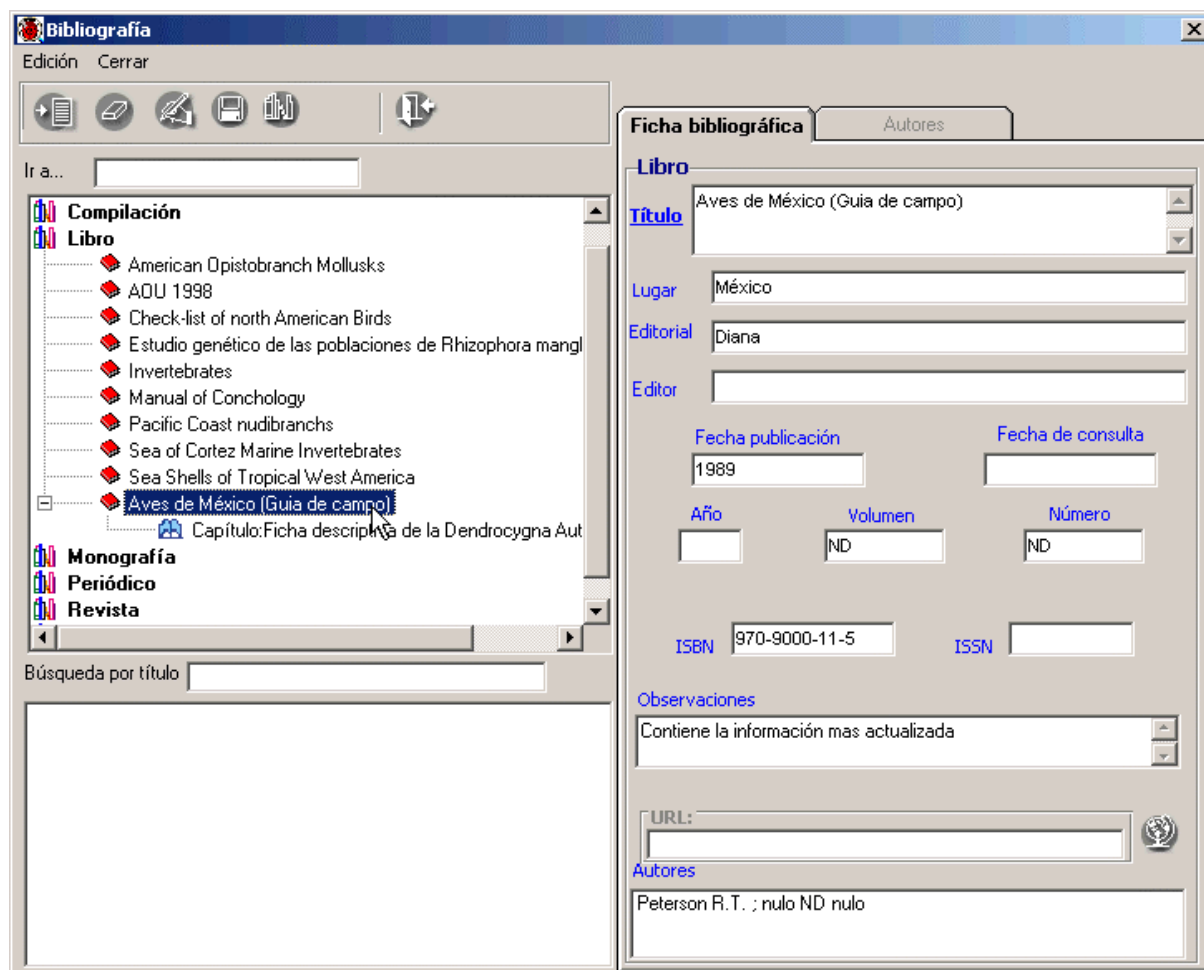 Bibliografía
Edición Cerrar
Ir a...
Compilación
Libro
American Opistobranch Mollusks
AOU 1998
Check-list of north American Birds
Estudio genético de las poblaciones de Rhizophora mangl
Invertebrates
Manual of Conchology
Pacific Coast nudibranchs
Sea of Cortez Marine Invertebrates
Sea Shells of Tropical West America
Aves de México (Guia de campo)
Capítulo:Ficha descriptiva de la Dendrocygna Aut
Monografía
Periódico
Revista
Búsqueda por título
Ficha bibliográfica
Autores
Libro
Título
Aves de México (Guia de campo)
Lugar
México
Editorial
Diana
Editor
Fecha publicación
Fecha de consulta
1989
Año
Volumen
Número
ND
ND
ISBN
970-9000-11-5
ISSN
Observaciones
Contiene la información mas actualizada
URL:
Autores
Peterson R.T. ; nulo ND nulo